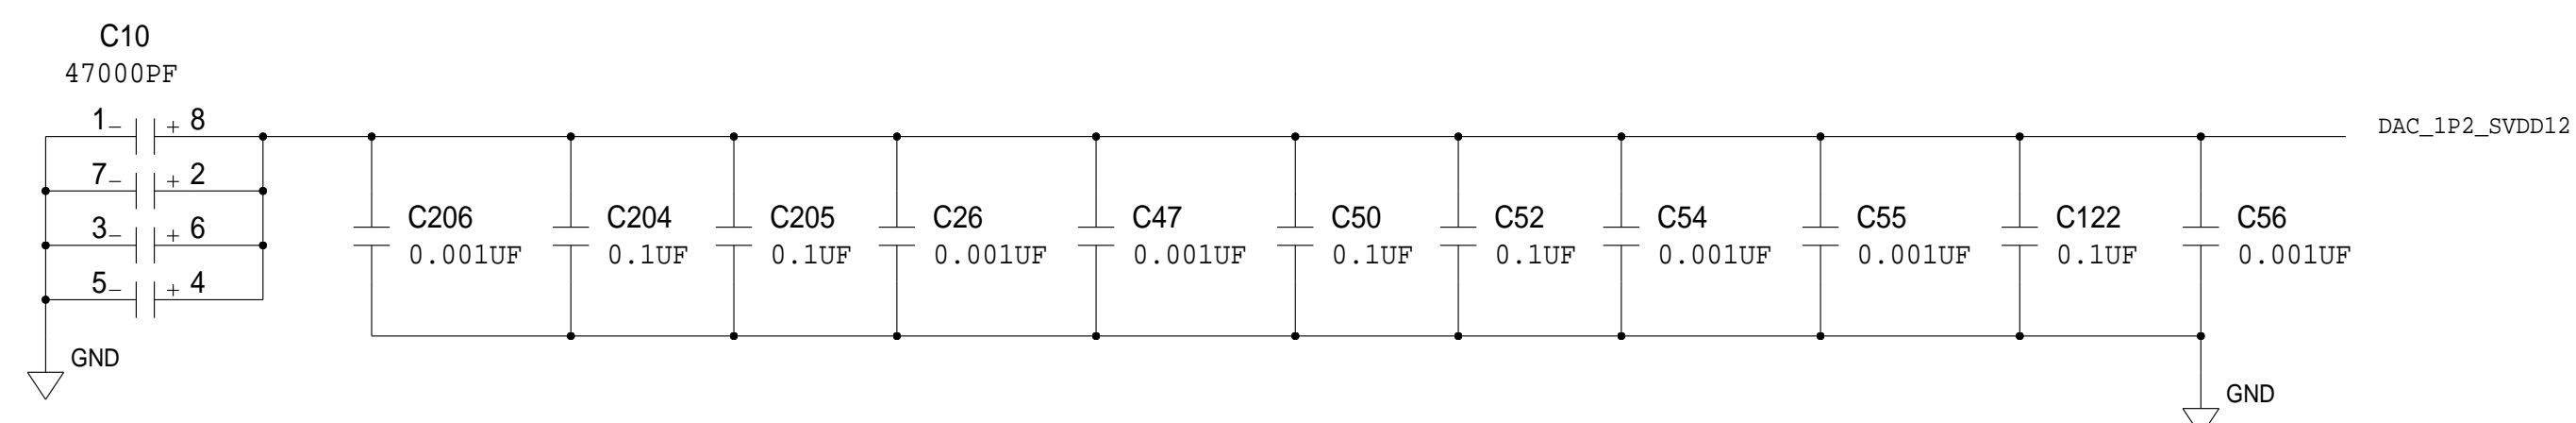 C10
47000PF
1- + 8
7- + 2
3- + 6
5- + 4
GND
C206
0.001UF
C204
0.1UF
C205
0.1UF
C26
0.001UF
C47
0.001UF
C50
0.1UF
C52
0.1UF
C54
0.001UF
C55
0.001UF
C122
0.1UF
C56
0.001UF
DAC_1P2_SVDD12
GND